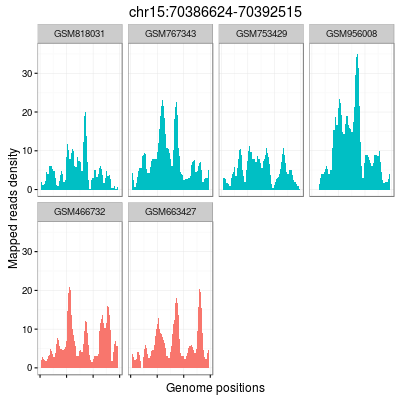 chr15:70386624-70392515
GSM818031 GSM767343 GSM753429 GSM956008
30
20
10
0
GSM466732 GSM663427
30
20
10
0
Mapped reads density
Genome positions